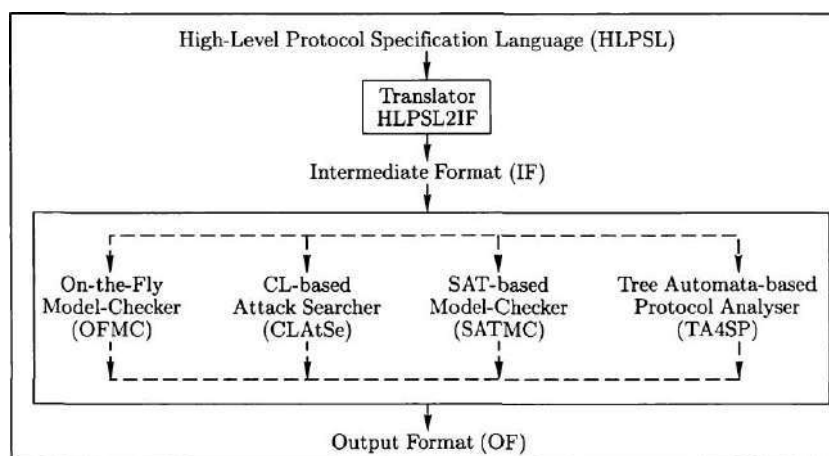 High-Level Protocol Specification Language (HLPSL)
Translator
HLPSL2IF
Intermediate Format (IF)
On-the-Fly
Model-Checker
(OFMC)
CL-based
Attack Searcher
(CLAtSe)
SAT-based
Model-Checker
(SATMC)
Tree Automata-based
Protocol Analyser
(TA4SP)
Output Format (OF)